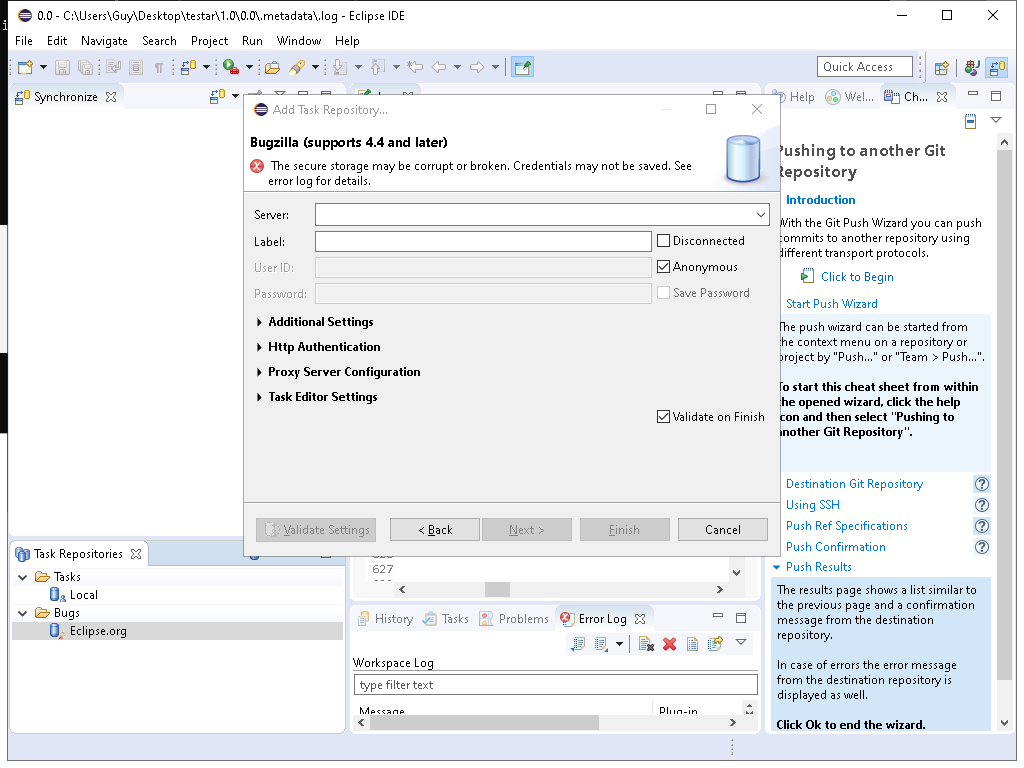 0.0 - C:\Users\Guy\Desktop\testar\1.0\0.0\.metadata\.log - Eclipse IDE
File Edit Navigate Search Project Run Window Help
Quick Access
Synchronize
Help Wel... Ch...
Add Task Repository...
Bugzilla (supports 4.4 and later)
The secure storage may be corrupt or broken. Credentials may not be saved. See
error log for details.
Server:
Label:
Disconnected
User ID:
Anonymous
Password:
Save Password
Additional Settings
Http Authentication
Proxy Server Configuration
Task Editor Settings
Validate on Finish
Validate Settings
< Back
Next >
Finish
Cancel
Pushing to another Git
Repository
Introduction
With the Git Push Wizard you can push
commits to another repository using
different transport protocols.
Click to Begin
Start Push Wizard
The push wizard can be started from
the context menu on a repository or
project by "Push..." or "Team > Push...".
To start this cheat sheet from within
the opened wizard, click the help
icon and then select "Pushing to
another Git Repository".
Destination Git Repository
Using SSH
Push Ref Specifications
Push Confirmation
Push Results
The results page shows a list similar to
the previous page and a confirmation
message from the destination
repository.
In case of errors the error message
from the destination repository is
displayed as well.
Click Ok to end the wizard.
Task Repositories
Tasks
Local
Bugs
Eclipse.org
627
History Tasks Problems Error Log
Workspace Log
type filter text
Message Plug-in